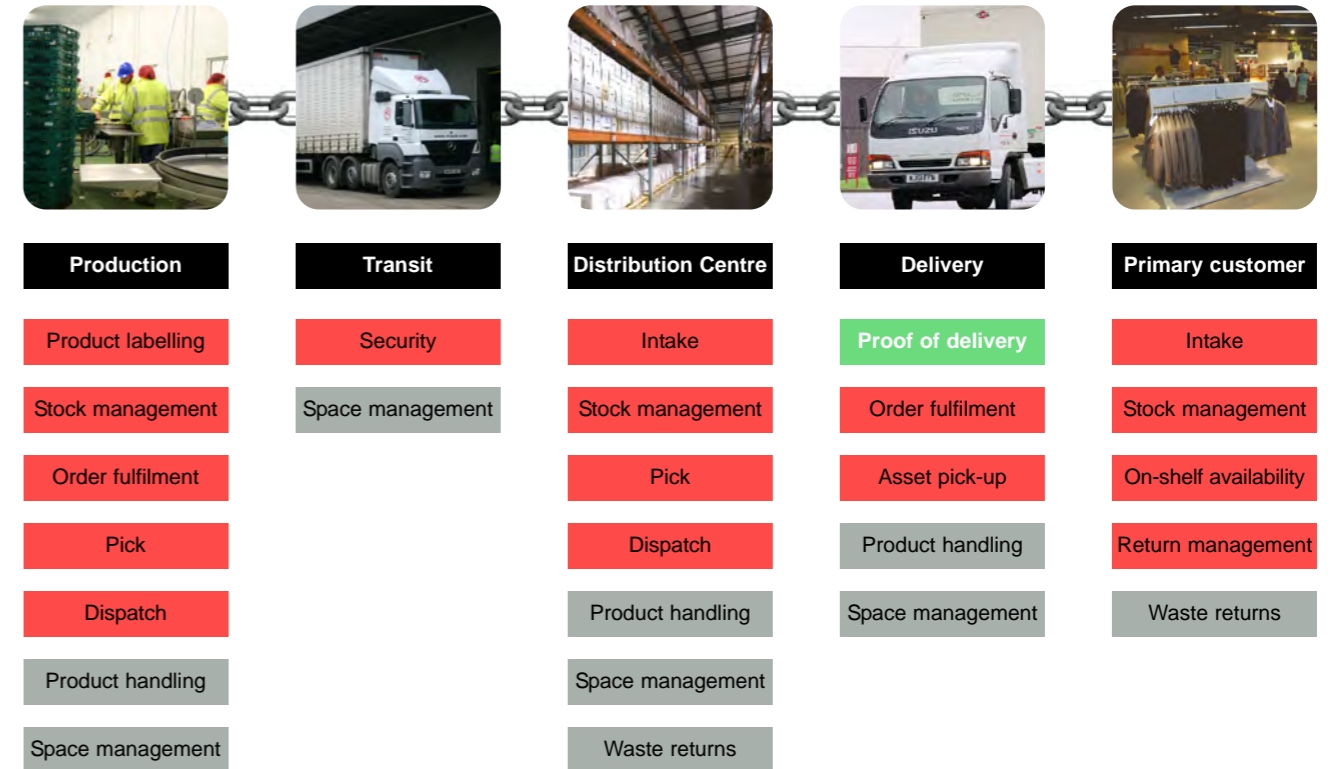 ISUZU
Production
Transit
Distribution Centre
Delivery
Primary customer
Product labelling
Security
Intake
Proof of delivery
Intake
Stock management
Space management
Stock management
Order fulfilment
Stock management
Order fulfilment
Pick
Asset pick-up
On-shelf availability
Pick
Dispatch
Product handling
Return management
Dispatch
Product handling
Space management
Waste returns
Product handling
Space management
Space management
Waste returns